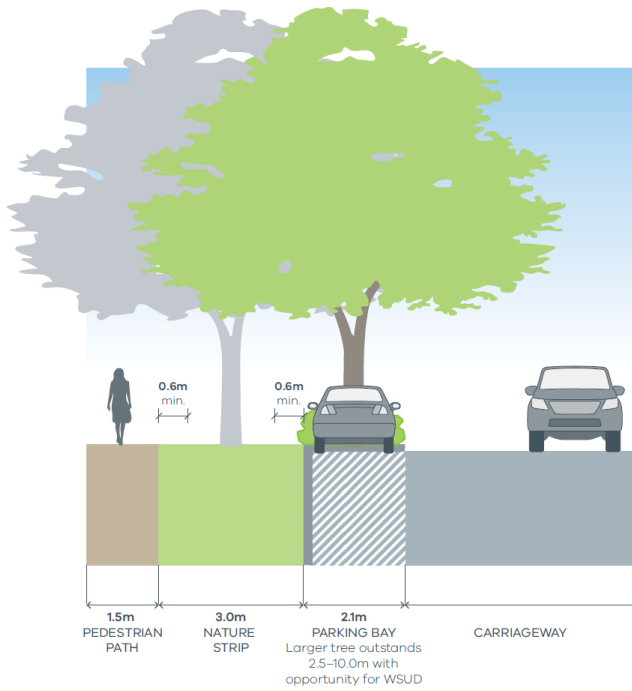 0.6m
min.
0.6m
min.
1.5m
PEDESTRIAN
PATH
3.0m
NATURE
STRIP
2.1m
PARKING BAY
Larger tree outstands
2.5–10.0m with
opportunity for WSUD
CARRIAGEWAY